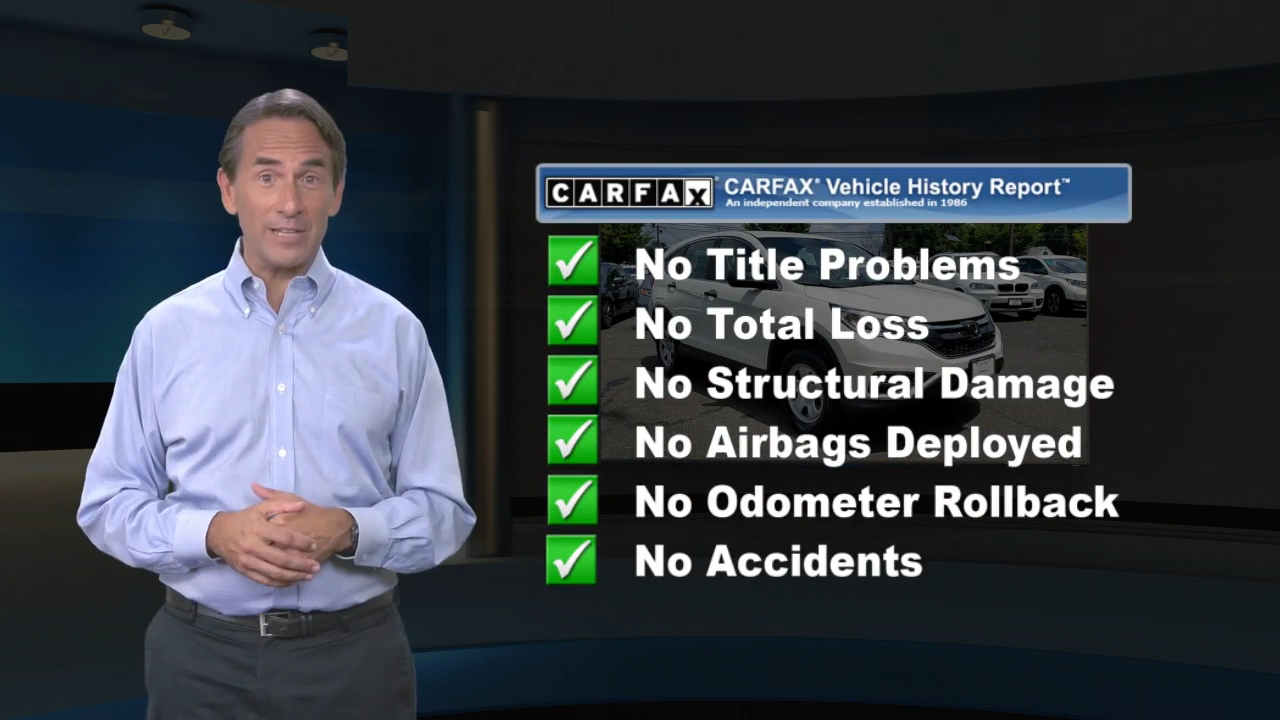 CARFAX
CARFAX® Vehicle History Report™
An independent company established in 1986
No Title Problems
No Total Loss
No Structural Damage
No Airbags Deployed
No Odometer Rollback
No Accidents